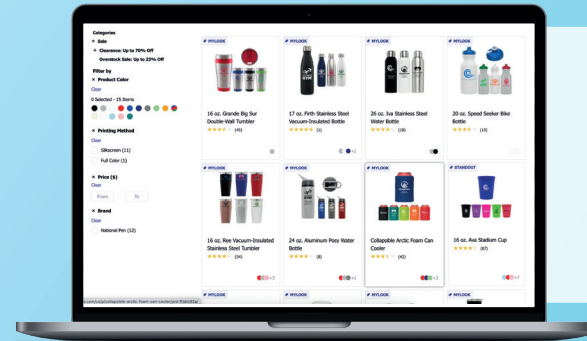 Categories
× Sale
Clearance: Up to 70% Off
Overstock Sale: Up to 25% Off
Filter by
× Product Color
Clear
0 Selected - 15 Items
× Printing Method
Clear
Silkscreen (11)
Full Color (1)
× Price ($)
Clear
From
To
× Brand
Clear
National Pen (12)
# MYLOOK
16 oz. Grande Big Sur
Double-Wall Tumbler
(45)
# MYLOOK
17 oz. Firth Stainless Steel
Vacuum-Insulated Bottle
(1)
+1
# MYLOOK
26 oz. Iva Stainless Steel
Water Bottle
(18)
# MYLOOK
20 oz. Speed Seeker Bike
Bottle
(15)
# MYLOOK
16 oz. Ree Vacuum-Insulated
Stainless Steel Tumbler
(54)
+3
# MYLOOK
24 oz. Aluminum Posy Water
Bottle
(8)
+1
# MYLOOK
Collapsible Arctic Foam Can
Cooler
(42)
+3
# STANDOUT
16 oz. Ava Stadium Cup
(67)
+7
# MYLOOK
# MYLOOK
# MYLOOK
# MYLOOK